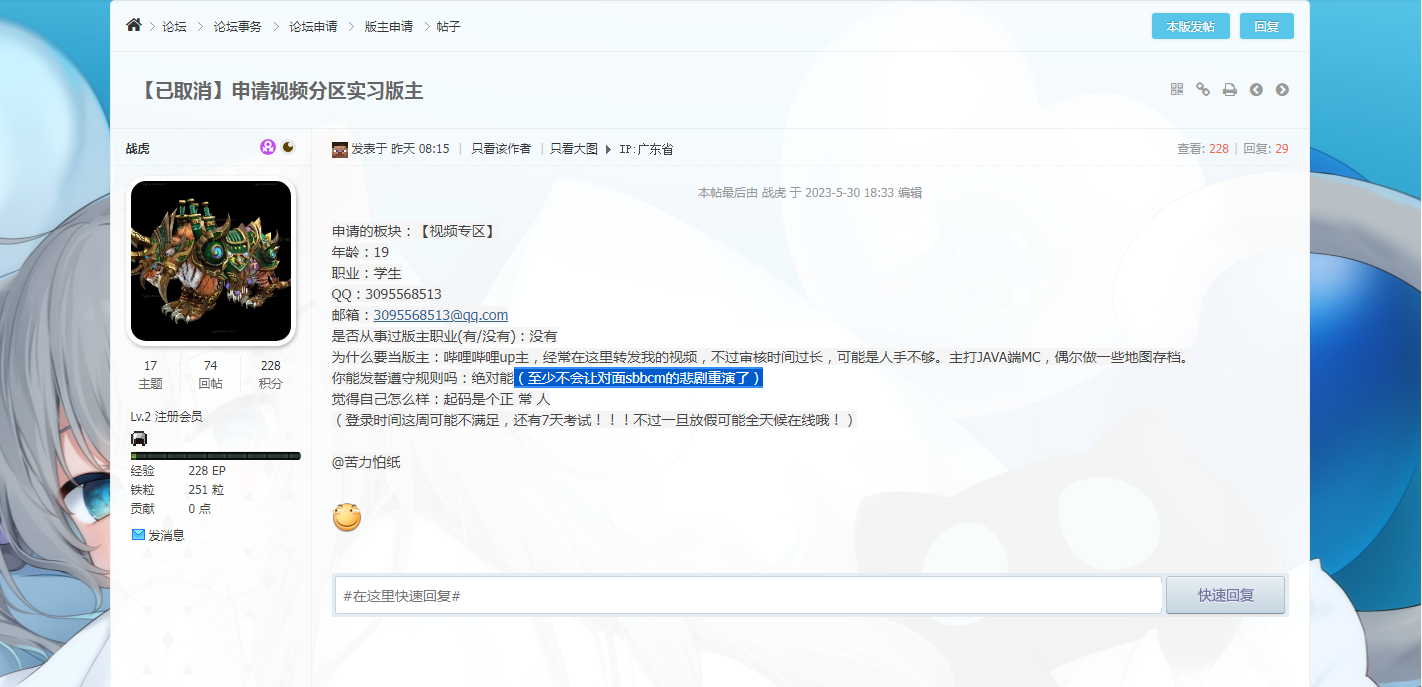 论坛 论坛事务 论坛申请 版主申请 帖子
本版发帖 回复
【已取消】申请视频分区实习版主
战虎
发表于 昨天 08:15 | 只看该作者 | 只看大图 IP:广东省
查看: 228 | 回复: 29
本帖最后由 战虎 于 2023-5-30 18:33 编辑
17 74 228
主题 回帖 积分
Lv.2 注册会员
经验 228 EP
铁粒 251 粒
贡献 0 点
发消息
申请的板块：【视频专区】
年龄：19
职业：学生
QQ：3095568513
邮箱：3095568513@qq.com
是否从事过版主职业(有/没有)：没有
为什么要当版主：哔哩哔哩up主，经常在这里转发我的视频，不过审核时间过长，可能是人手不够。主打JAVA端MC，偶尔做一些地图存档。
你能发誓遵守规则吗：绝对能（至少不会让对面sbbcm的悲剧重演了）
觉得自己怎么样：起码是个正 常 人
（登录时间这周可能不满足，还有7天考试！！！不过一旦放假可能全天候在线哦！）
@苦力怕纸
#在这里快速回复#
快速回复